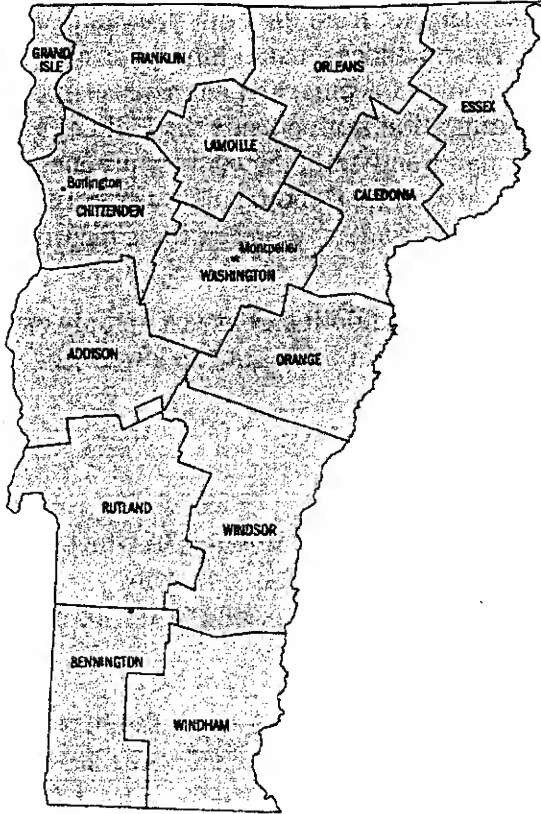 GRAND
ISLE
FRANKLIN
ORLEANS
ESSEX
LAMOILLE
Burlington
CHITTENDEN
CALEDONIA
Montpelier
WASHINGTON
ADDISON
ORANGE
RUTLAND
WINDSOR
BENNINGTON
WINDHAM